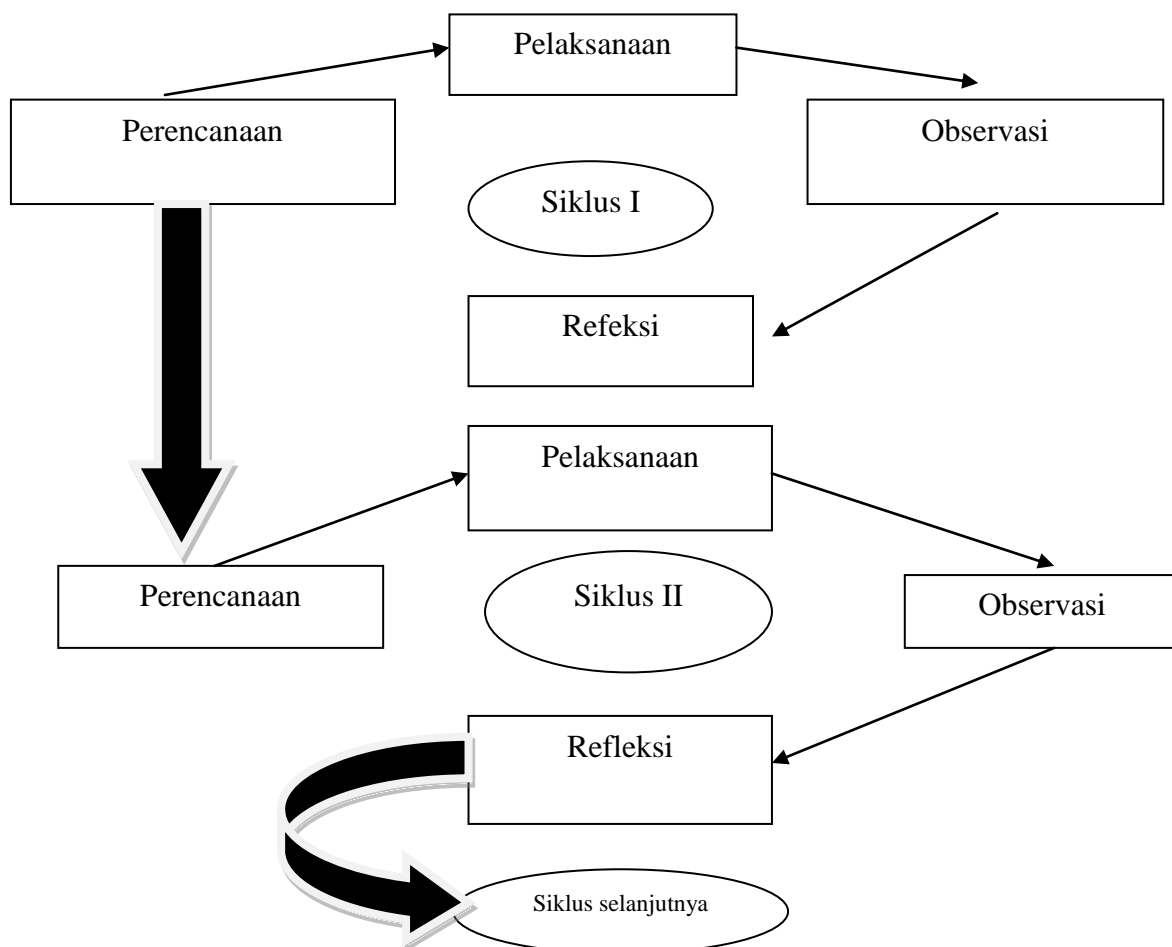 Pelaksanaan
Perencanaan
Observasi
Siklus I
Refeksi
Pelaksanaan
Perencanaan
Siklus II
Observasi
Refleksi
Siklus selanjutnya